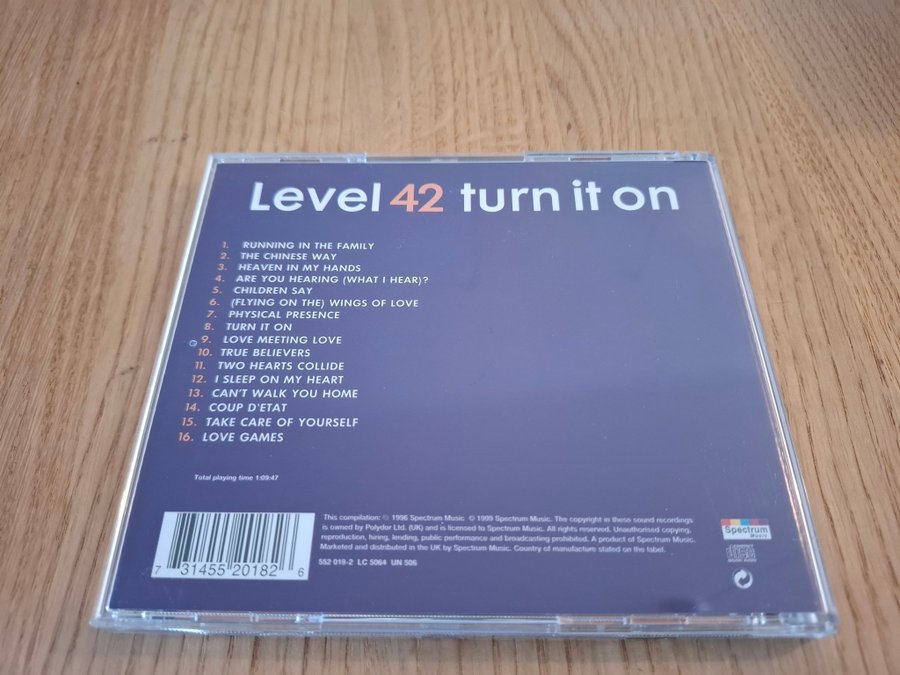 Level 42 turn it on
1. RUNNING IN THE FAMILY
2. THE CHINESE WAY
3. HEAVEN IN MY HANDS
4. ARE YOU HEARING (WHAT I HEAR)?
5. CHILDREN SAY
6. (FLYING ON THE) WINGS OF LOVE
7. PHYSICAL PRESENCE
8. TURN IT ON
9. LOVE MEETING LOVE
10. TRUE BELIEVERS
11. TWO HEARTS COLLIDE
12. I SLEEP ON MY HEART
13. CAN'T WALK YOU HOME
14. COUP D'ETAT
15. TAKE CARE OF YOURSELF
16. LOVE GAMES
Total playing time 1:09:47
This compilation: ℗ 1996 Spectrum Music © 1999 Spectrum Music. The copyright in these sound recordings
is owned by Polydor Ltd. (UK) and is licensed to Spectrum Music. All rights reserved. Unauthorised copying,
reproduction, hiring, lending, public performance and broadcasting prohibited. A product of Spectrum Music.
Marketed and distributed in the UK by Spectrum Music. Country of manufacture stated on the label.
552 018-2 LC 5064 UN 506
7 31455 20182 6
Spectrum
Music
COMPACT
disc
DIGITAL AUDIO